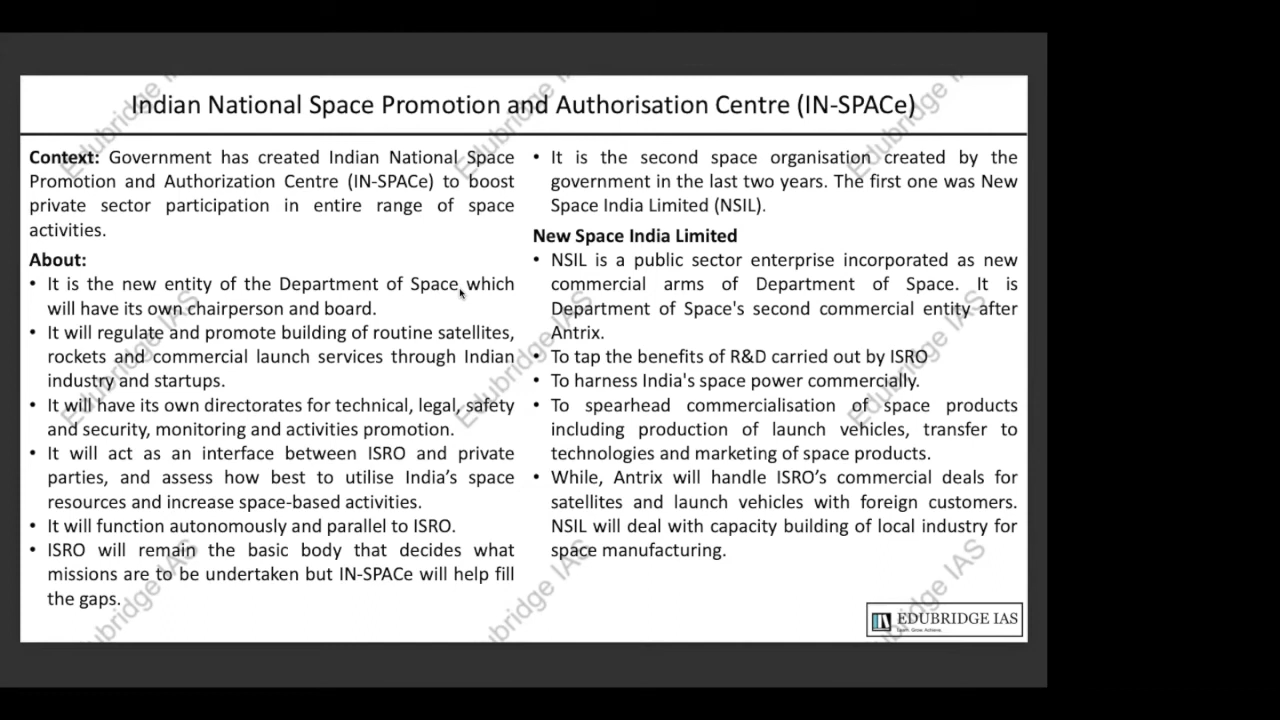 Indian National Space Promotion and Authorisation Centre (IN-SPACe)
Context: Government has created Indian National Space
Promotion and Authorization Centre (IN-SPACe) to boost
private sector participation in entire range of space
activities.
About:
• It is the new entity of the Department of Space which
will have its own chairperson and board.
• It will regulate and promote building of routine satellites,
rockets and commercial launch services through Indian
industry and startups.
• It will have its own directorates for technical, legal, safety
and security, monitoring and activities promotion.
• It will act as an interface between ISRO and private
parties, and assess how best to utilise India’s space
resources and increase space-based activities.
• It will function autonomously and parallel to ISRO.
• ISRO will remain the basic body that decides what
missions are to be undertaken but IN-SPACe will help fill
the gaps.
• It is the second space organisation created by the
government in the last two years. The first one was New
Space India Limited (NSIL).
New Space India Limited
• NSIL is a public sector enterprise incorporated as new
commercial arms of Department of Space. It is
Department of Space's second commercial entity after
Antrix.
• To tap the benefits of R&D carried out by ISRO
• To harness India's space power commercially.
• To spearhead commercialisation of space products
including production of launch vehicles, transfer to
technologies and marketing of space products.
• While, Antrix will handle ISRO’s commercial deals for
satellites and launch vehicles with foreign customers.
NSIL will deal with capacity building of local industry for
space manufacturing.
EDUBRIDGE IAS
Learn. Grow. Achieve.
Edubridge IAS
Edubridge IAS
Edubridge IAS